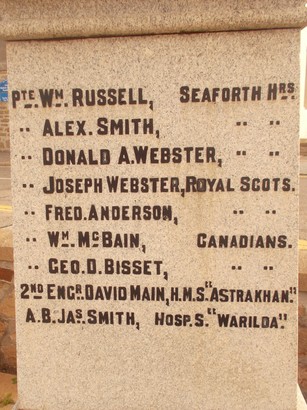 PTE. WM. RUSSELL, SEAFORTH HRS.
" ALEX. SMITH, " "
" DONALD A. WEBSTER, " "
" JOSEPH WEBSTER, ROYAL SCOTS.
" FRED. ANDERSON, " "
" WM. MCBAIN, CANADIANS.
" GEO. D. BISSET, " "
2ND ENGR. DAVID MAIN, H.M.S. "ASTRAKHAN."
A.B. JAS. SMITH, HOSP. S. "WARILDA."